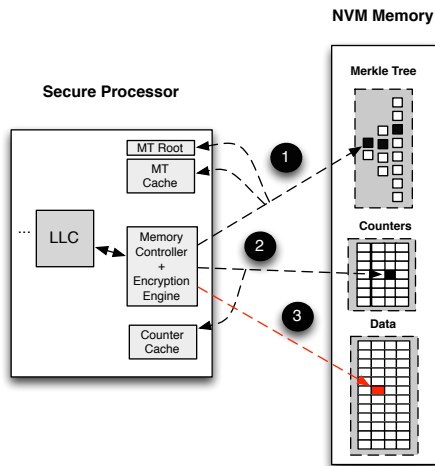 NVM Memory
Merkle Tree
Secure Processor
MT Root
MT
Cache
1
...
LLC
Memory
Controller
+
Encryption
Engine
2
Counters
3
Counter
Cache
Data